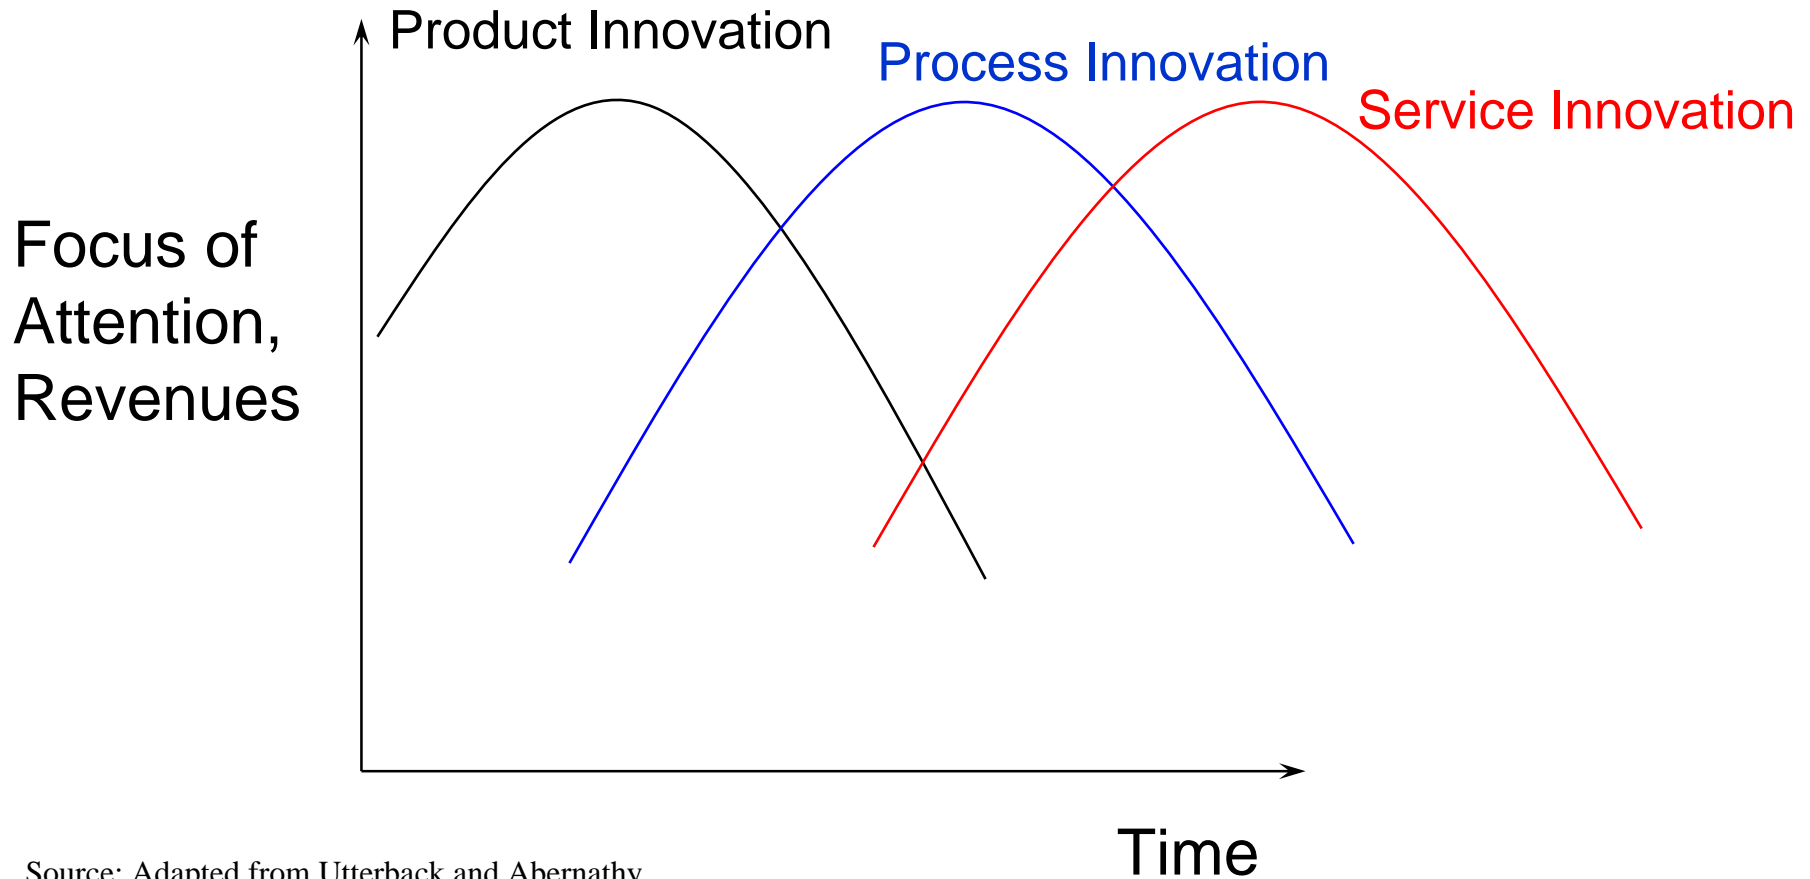 Product Innovation
Process Innovation
Service Innovation
Focus of
Attention,
Revenues
Time
Source: Adapted from Utterback and Abernathy